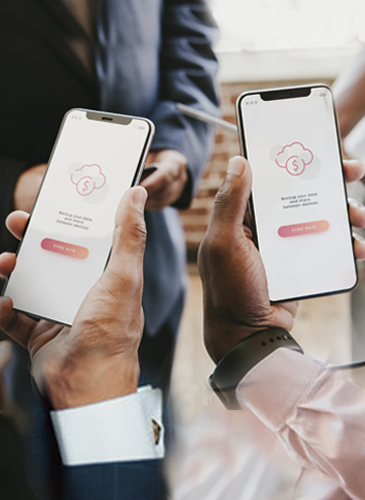 $
Backup your data
and share
between devices
SYNC NOW
$
Backup your data
and share
between devices
SYNC NOW